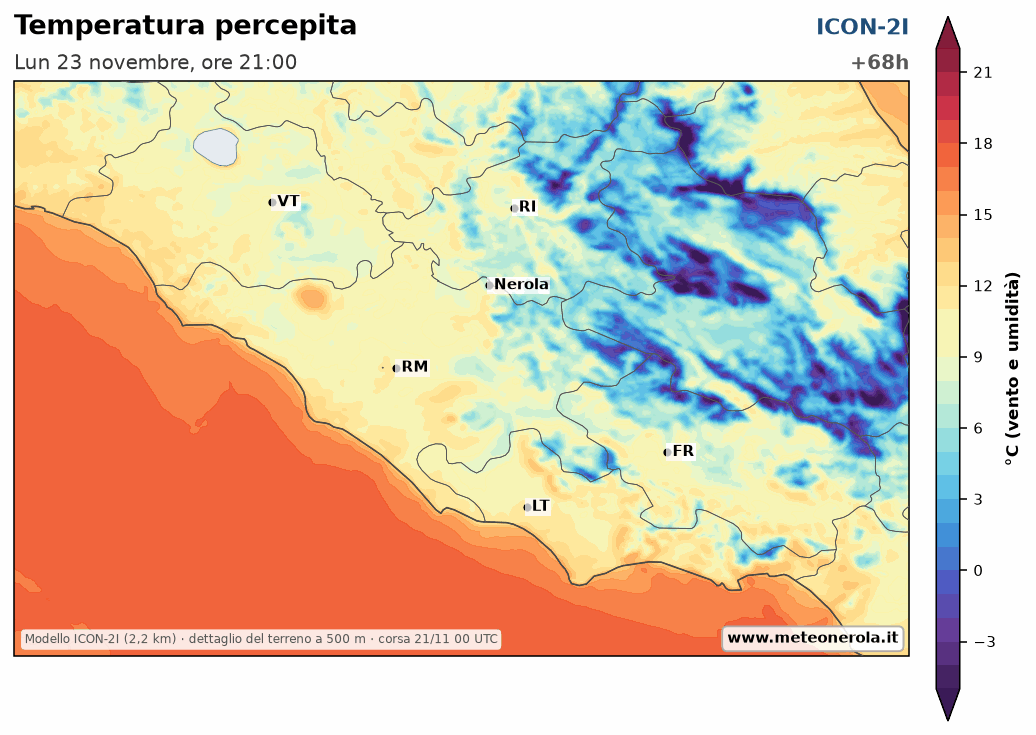 Temperatura percepita
ICON-2I
Lun 23 novembre, ore 21:00
+68h
VT
RI
Nerola
RM
FR
LT
21
18
15
12
9
6
3
0
−3
°C (vento e umidità)
Modello ICON-2I (2,2 km) · dettaglio del terreno a 500 m · corsa 21/11 00 UTC
www.meteonerola.it